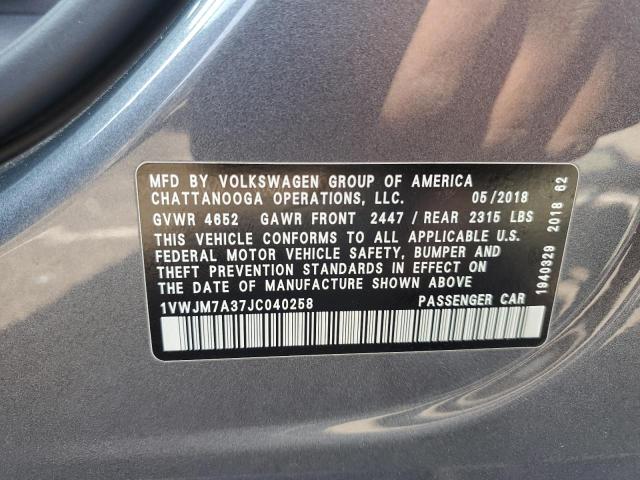 MFD BY VOLKSWAGEN GROUP OF AMERICA
CHATTANOOGA OPERATIONS, LLC. 05/2018
GVWR 4652 GAWR FRONT 2447 / REAR 2315 LBS
THIS VEHICLE CONFORMS TO ALL APPLICABLE U.S.
FEDERAL MOTOR VEHICLE SAFETY, BUMPER AND
THEFT PREVENTION STANDARDS IN EFFECT ON
THE DATE OF MANUFACTURE SHOWN ABOVE
1VWJM7A37JC040258 PASSENGER CAR
1940329 2018 62